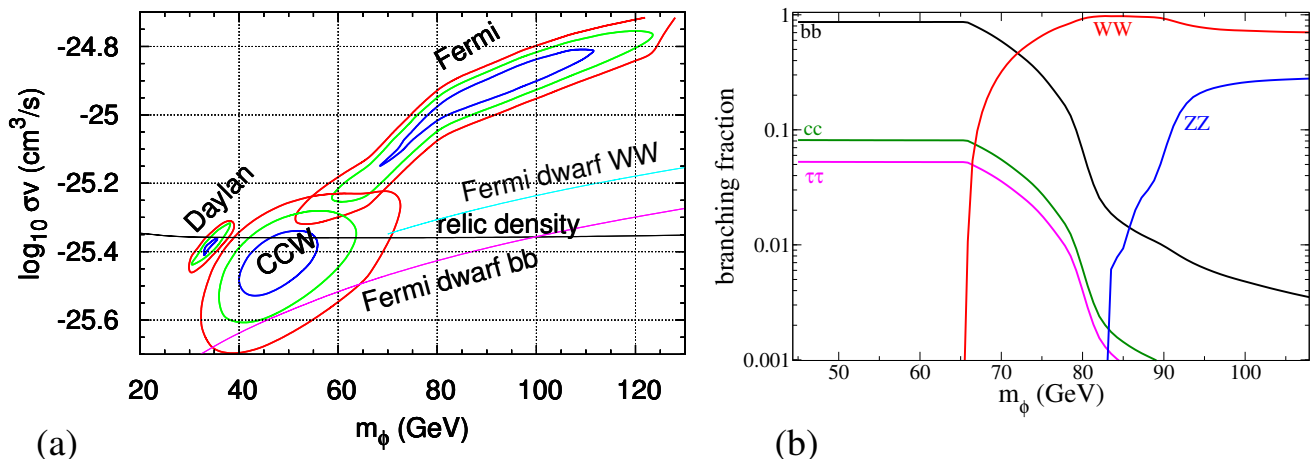 log₁₀ σv (cm³/s)
-24.8
-25
-25.2
-25.4
-25.6
20 40 60 80 100 120
mϕ (GeV)
Fermi
Daylan
CCW
Fermi dwarf WW
relic density
Fermi dwarf bb
(a)
branching fraction
1
0.1
0.01
0.001
50 60 70 80 90 100
mϕ (GeV)
bb
WW
cc
ττ
ZZ
(b)